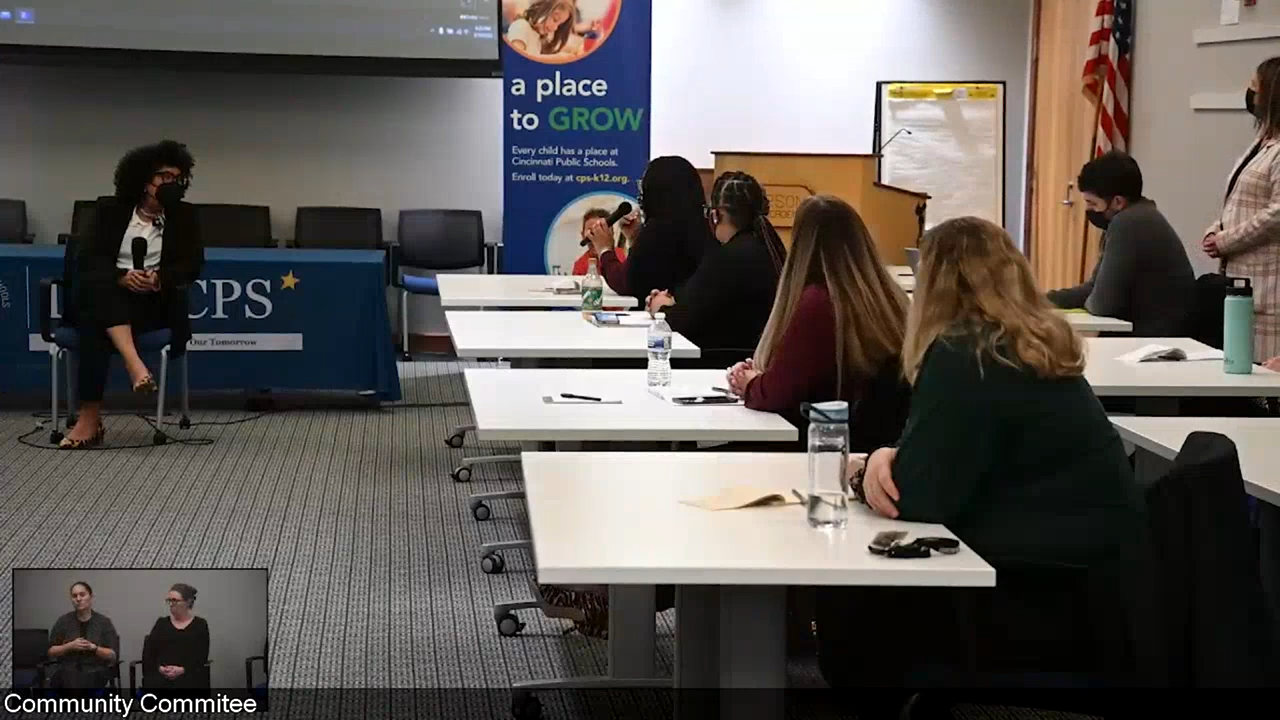 a place
to GROW
Every child has a place at
Cincinnati Public Schools.
Enroll today at cps-k12.org.
CPS
Our Tomorrow
Community Commitee